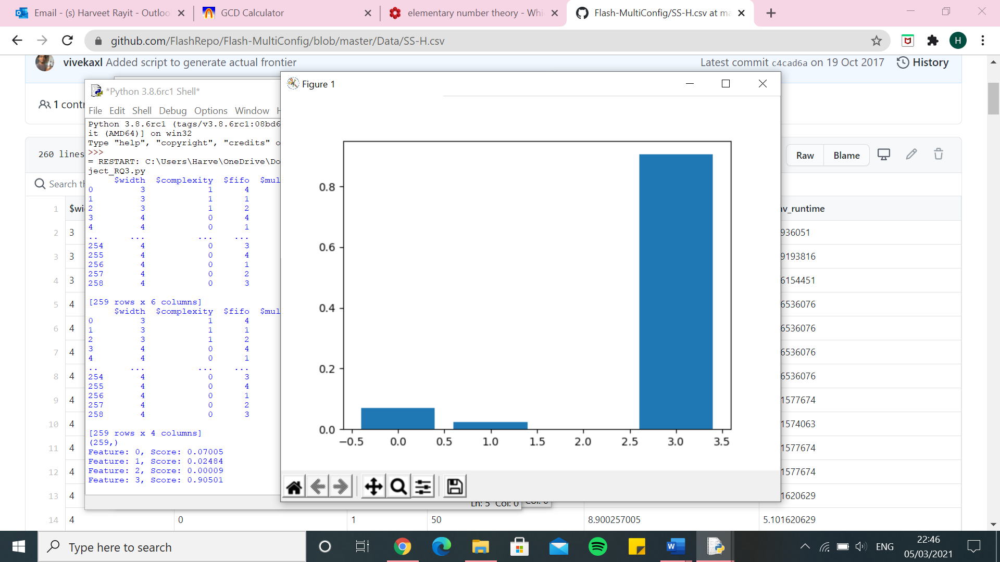 Email - (s) Harveet Rayit - Outloo
GCD Calculator
elementary number theory - Whi
Flash-MultiConfig/SS-H.csv at ma
github.com/FlashRepo/Flash-MultiConfig/blob/master/Data/SS-H.csv
H
vivekaxl Added script to generate actual frontier
Latest commit c4cad6a on 19 Oct 2017
History
1 contr
260 lines
Raw
Blame
Search th
*Python 3.8.6rc1 Shell*
File Edit Shell Debug Options Window H
Python 3.8.6rc1 (tags/v3.8.6rc1:08bd6
it (AMD64)] on win32
Type "help", "copyright", "credits" o
>>>
= RESTART: C:\Users\Harve\OneDrive\Do
ject_RQ3.py
$width $complexity $fifo $mul
0 3 1 4
1 3 1 1
2 3 1 2
3 4 0 4
4 4 0 1
.. ... ... ...
254 4 0 3
255 4 0 4
256 4 0 1
257 4 0 2
258 4 0 3
[259 rows x 6 columns]
$width $complexity $fifo $mul
0 3 1 4
1 3 1 1
2 3 1 2
3 4 0 4
4 4 0 1
.. ... ... ...
254 4 0 3
255 4 0 4
256 4 0 1
257 4 0 2
258 4 0 3
[259 rows x 4 columns]
(259,)
Feature: 0, Score: 0.07005
Feature: 1, Score: 0.02484
Feature: 2, Score: 0.00009
Feature: 3, Score: 0.90501
Ln: 5 Col: 0
Figure 1
0.8
0.6
0.4
0.2
0.0
−0.5 0.0 0.5 1.0 1.5 2.0 2.5 3.0 3.5
1 $wi
v_runtime
2 3
936051
3 3
9193816
4 3
6154451
5 4
6536076
6 4
6536076
7 4
6536076
8 4
6536076
9 4
1577674
10 4
1574063
11 4
1577674
12 4
1577674
13 4
1620629
14 4 0 1 50 8.900257005 5.101620629
Type here to search
W
ENG
22:46
05/03/2021